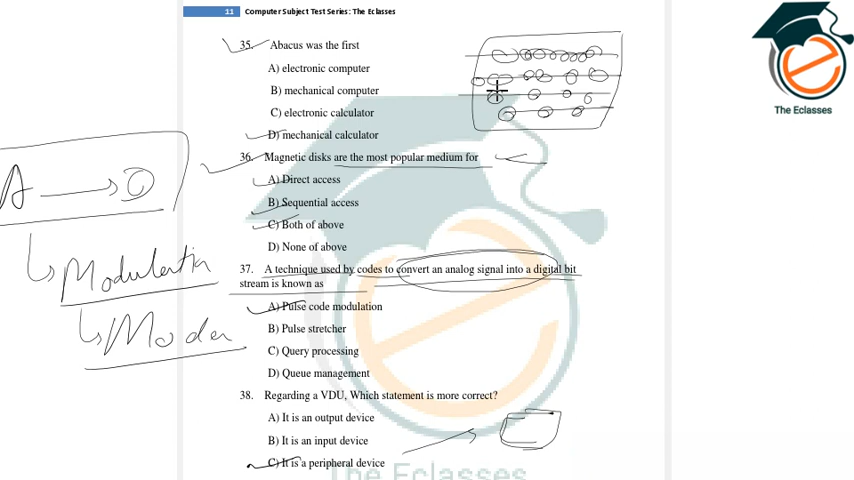 11 Computer Subject Test Series: The Eclasses
35. Abacus was the first
A) electronic computer
B) mechanical computer
C) electronic calculator
D) mechanical calculator
36. Magnetic disks are the most popular medium for
A) Direct access
B) Sequential access
C) Both of above
D) None of above
37. A technique used by codes to convert an analog signal into a digital bit
stream is known as
A) Pulse code modulation
B) Pulse stretcher
C) Query processing
D) Queue management
38. Regarding a VDU, Which statement is more correct?
A) It is an output device
B) It is an input device
C) It is a peripheral device
The Eclasses
The Eclasses
A
D
Modulation
Modem